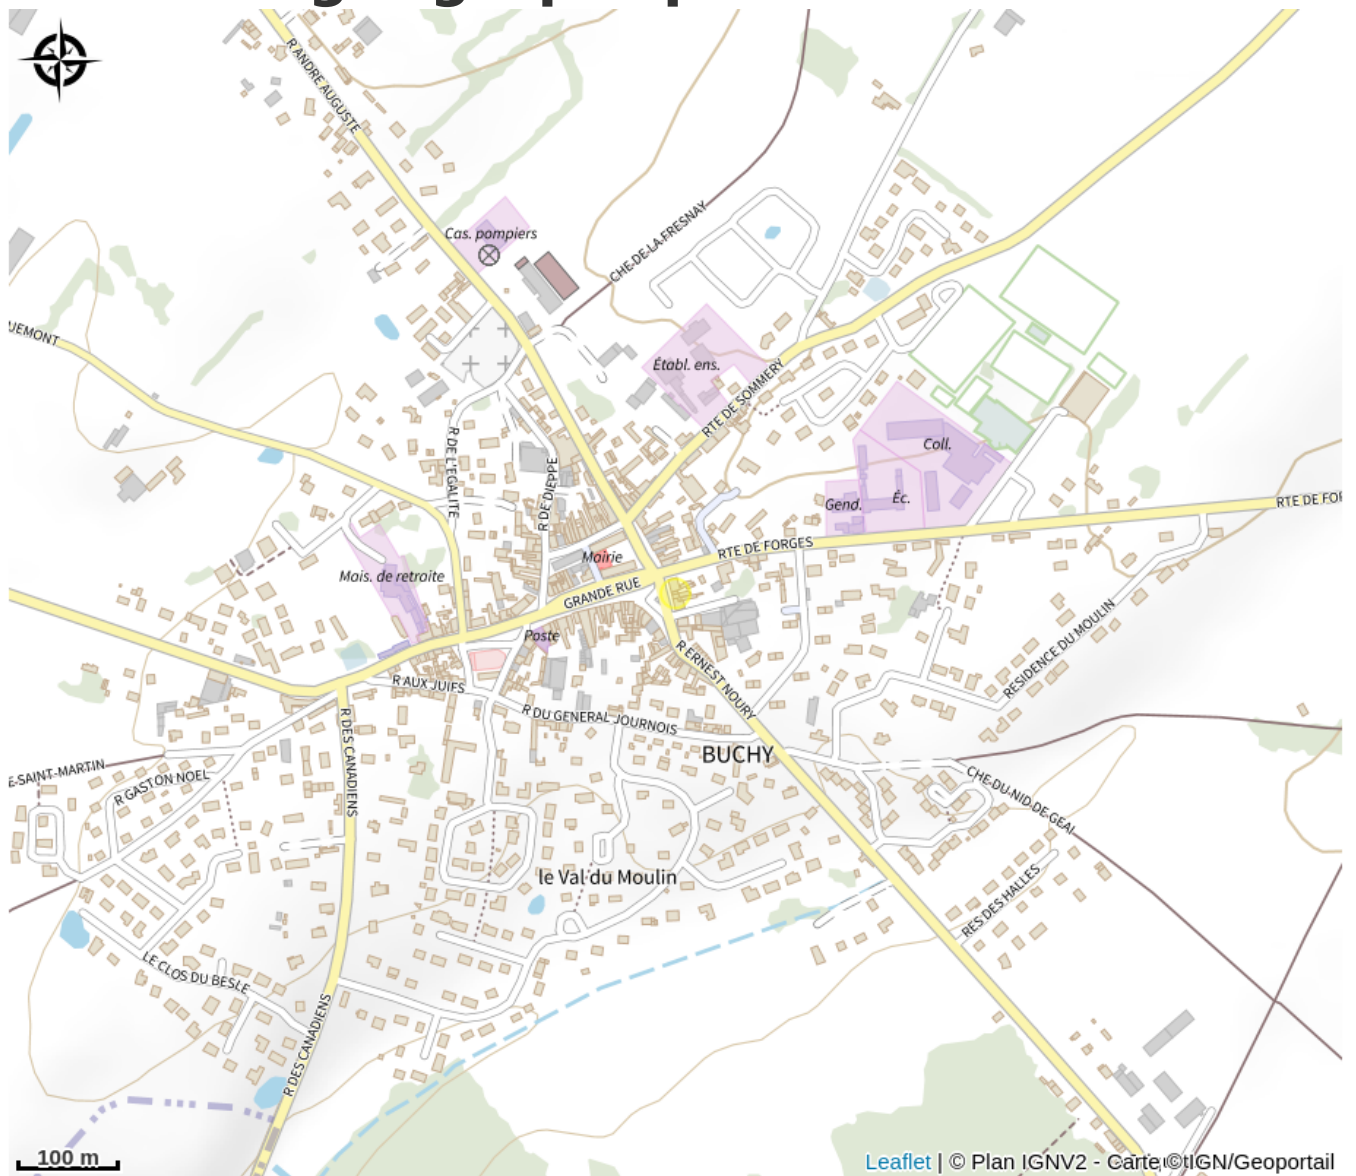 R ANDRE AUGUSTE
Cas. pompiers
CHE-DE-LA-FRESNAY
UEMONT
Établ. ens.
RTE DE SOMMERY
R DE L'EGALITE
R DE DIEPPE
Coll.
Éc.
Gend.
RTE DE FOR
RTE DE FORGES
Mairie
Mais. de retraite
GRANDE RUE
Poste
RESIDENCE DU MOULIN
R ERNEST NOURY
R AUX JUIFS
R DU GENERAL JOURNOIS
R DES CANADIENS
BUCHY
E-SAINT-MARTIN
R GASTON NOEL
CHE-DU-NID-DE-GEAI
le Val du Moulin
RES DES HALLES
LE CLOS DU BESLE
R DES CANADIENS
100 m
Leaflet | © Plan IGNV2 - Carte ©IGN/Geoportail